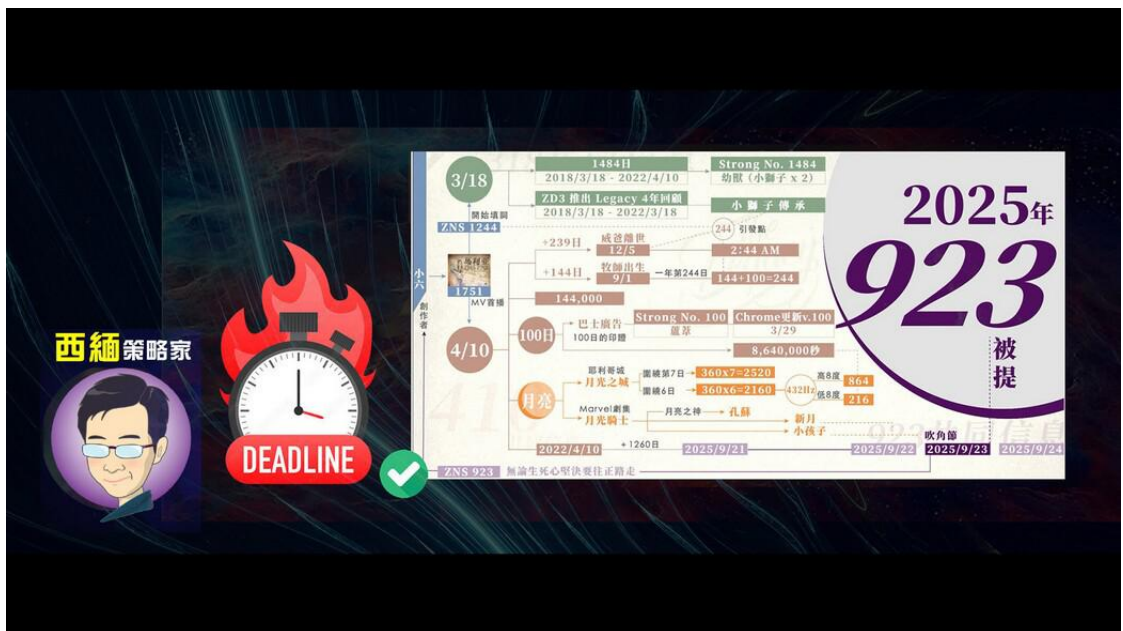 西緬策略家
DEADLINE
2025年
923
被提
小六
創作者
3/18
開始填詞
1484日
2018/3/18 - 2022/4/10
Strong No. 1484
幼獸（小獅子 x 2）
ZD3 推出 Legacy 4年回顧
2018/3/18 - 2022/3/18
小獅子傳承
ZNS 1244
244 引發點
+239日
威爸離世
12/5
2:44 AM
+144日
牧師出生
9/1
一年第244日
144+100=244
1751
MV首播
144,000
4/10
100日
巴士廣告
100日的印證
Strong No. 100
蘆葦
Chrome更新v.100
3/29
8,640,000秒
月亮
耶利哥城
月光之城
圍繞第7日
360x7=2520
圍繞6日
360x6=2160
432Hz
高8度
864
低8度
216
Marvel劇集
月光騎士
月亮之神
孔蘇
新月
小孩子
923共同信息
吹角節
2022/4/10
+1260日
2025/9/21
2025/9/22
2025/9/23
2025/9/24
ZNS 923
無論生死心堅決要往正路走